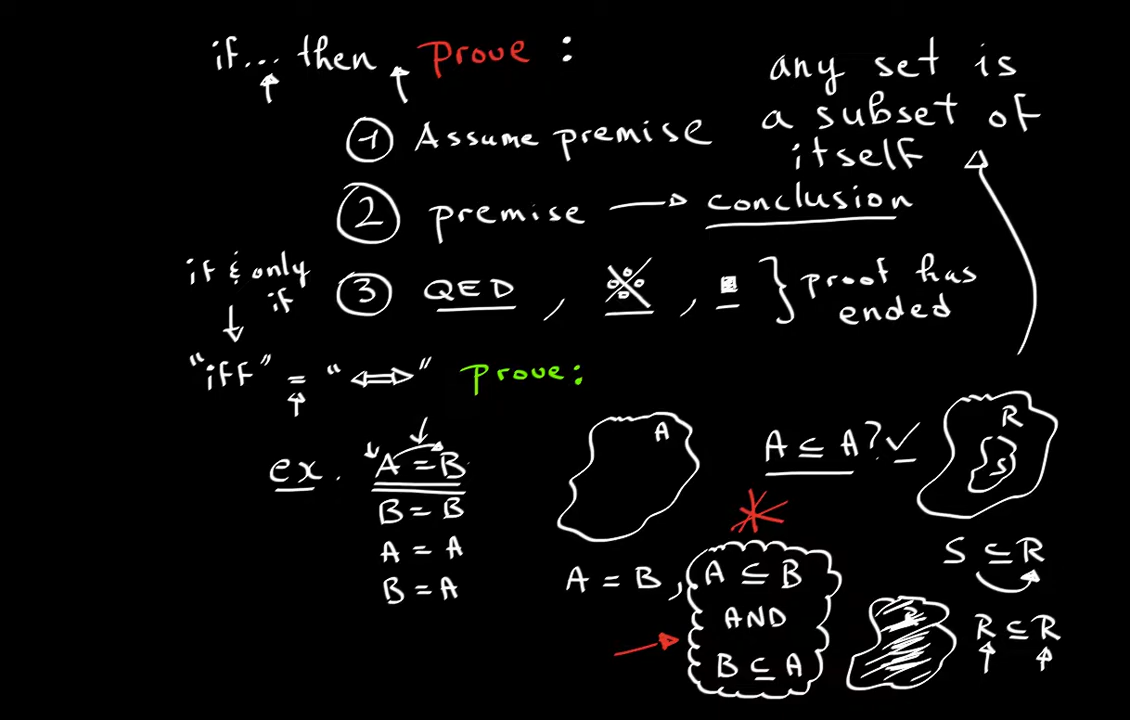 if... then prove :
any set is
a subset of
itself
① Assume premise
② premise → conclusion
if & only
if
③ QED , ※ , ■ } proof has
ended
"iff" = "⇔" prove:
ex. A = B
B = B
A = A
B = A
A
A ⊆ A? ✓
R
S
S ⊆ R
A = B , A ⊆ B
AND
B ⊆ A
*
R
R ⊆ R